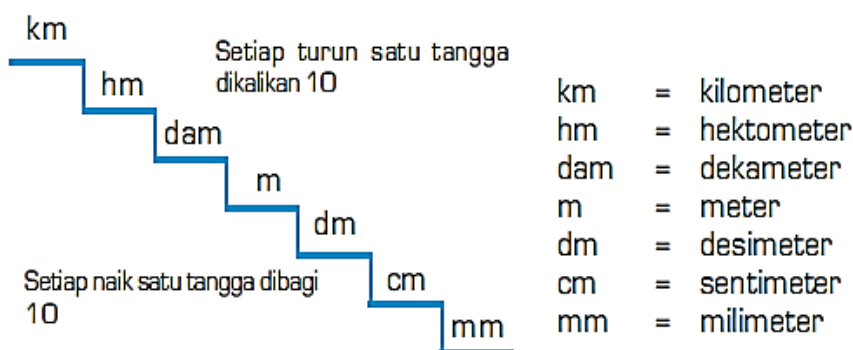 km
Setiap turun satu tangga
dikalikan 10
hm
dam
m
dm
cm
mm
Setiap naik satu tangga dibagi
10
km = kilometer
hm = hektometer
dam = dekameter
m = meter
dm = desimeter
cm = sentimeter
mm = milimeter